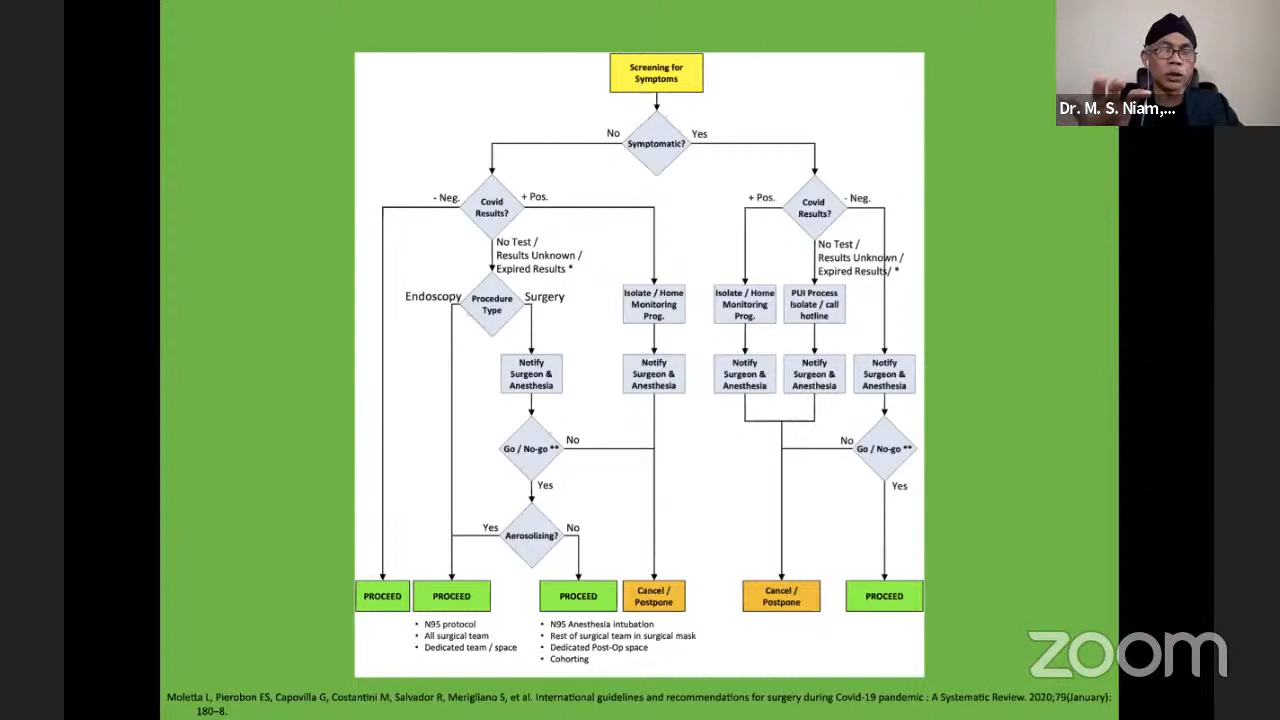 Screening for
Symptoms
No
Yes
Symptomatic?
- Neg.
+ Pos.
Covid
Results?
+ Pos.
- Neg.
Covid
Results?
No Test /
Results Unknown /
Expired Results *
No Test /
Results Unknown /
Expired Results/ *
Endoscopy
Surgery
Procedure
Type
Isolate / Home
Monitoring
Prog.
Isolate / Home
Monitoring
Prog.
PUI Process
Isolate / call
hotline
Notify
Surgeon &
Anesthesia
Notify
Surgeon &
Anesthesia
Notify
Surgeon &
Anesthesia
Notify
Surgeon &
Anesthesia
Notify
Surgeon &
Anesthesia
Go / No-go **
No
Yes
No
Go / No-go **
Yes
Yes
No
Aerosolizing?
PROCEED
PROCEED
PROCEED
Cancel /
Postpone
Cancel /
Postpone
PROCEED
• N95 protocol
• All surgical team
• Dedicated team / space
• N95 Anesthesia intubation
• Rest of surgical team in surgical mask
• Dedicated Post-Op space
• Cohorting
Moletta L, Pierobon ES, Capovilla G, Costantini M, Salvador R, Merigliano S, et al. International guidelines and recommendations for surgery during Covid-19 pandemic : A Systematic Review. 2020;79(January):
180–8.
Dr. M. S. Niam,...
zoom